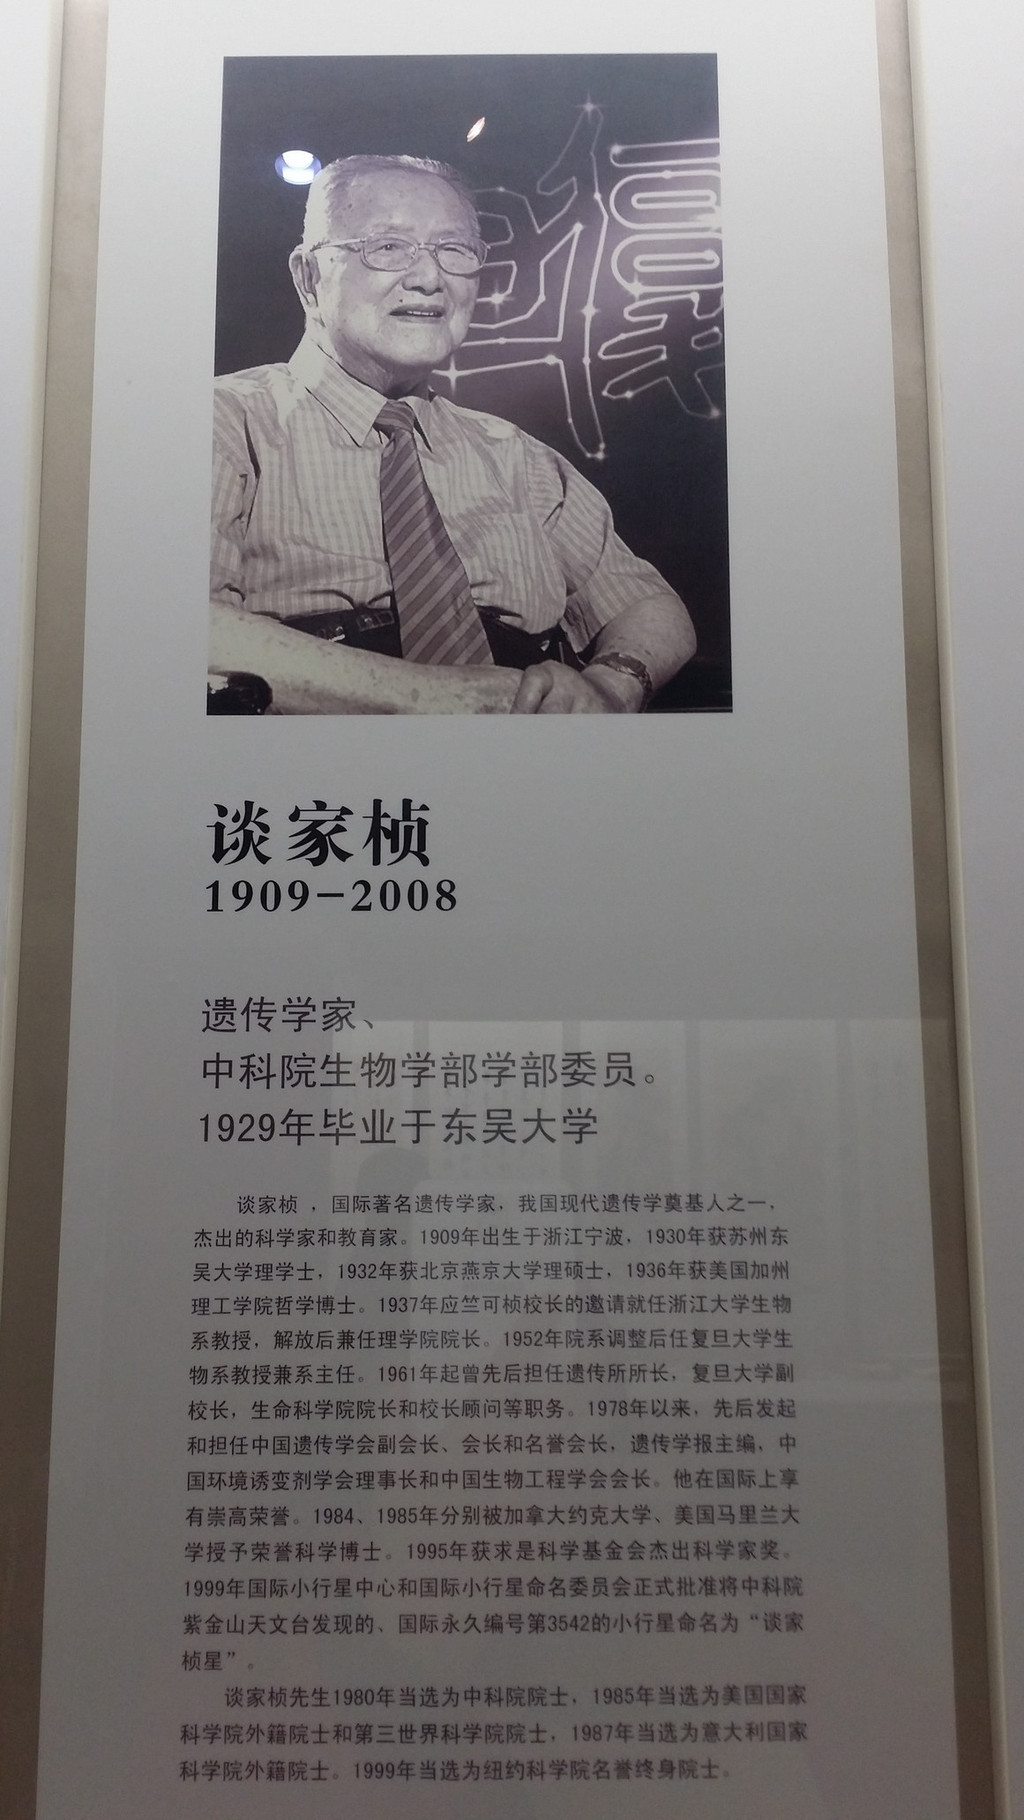 谈家桢
1909-2008
遗传学家、
中科院生物学部学部委员。
1929年毕业于东吴大学
谈家桢 ，国际著名遗传学家，我国现代遗传学奠基人之一，
杰出的科学家和教育家。1909年出生于浙江宁波，1930年获苏州东
吴大学理学士，1932年获北京燕京大学理硕士，1936年获美国加州
理工学院哲学博士。1937年应竺可桢校长的邀请就任浙江大学生物
系教授，解放后兼任理学院院长。1952年院系调整后任复旦大学生
物系教授兼系主任。1961年起曾先后担任遗传所所长，复旦大学副
校长，生命科学院院长和校长顾问等职务。1978年以来，先后发起
和担任中国遗传学会副会长、会长和名誉会长，遗传学报主编，中
国环境诱变剂学会理事长和中国生物工程学会会长。他在国际上享
有崇高荣誉。1984、1985年分别被加拿大约克大学、美国马里兰大
学授予荣誉科学博士。1995年获求是科学基金会杰出科学家奖。
1999年国际小行星中心和国际小行星命名委员会正式批准将中科院
紫金山天文台发现的、国际永久编号第3542的小行星命名为“谈家
桢星”。
谈家桢先生1980年当选为中科院院士，1985年当选为美国国家
科学院外籍院士和第三世界科学院院士，1987年当选为意大利国家
科学院外籍院士。1999年当选为纽约科学院名誉终身院士。